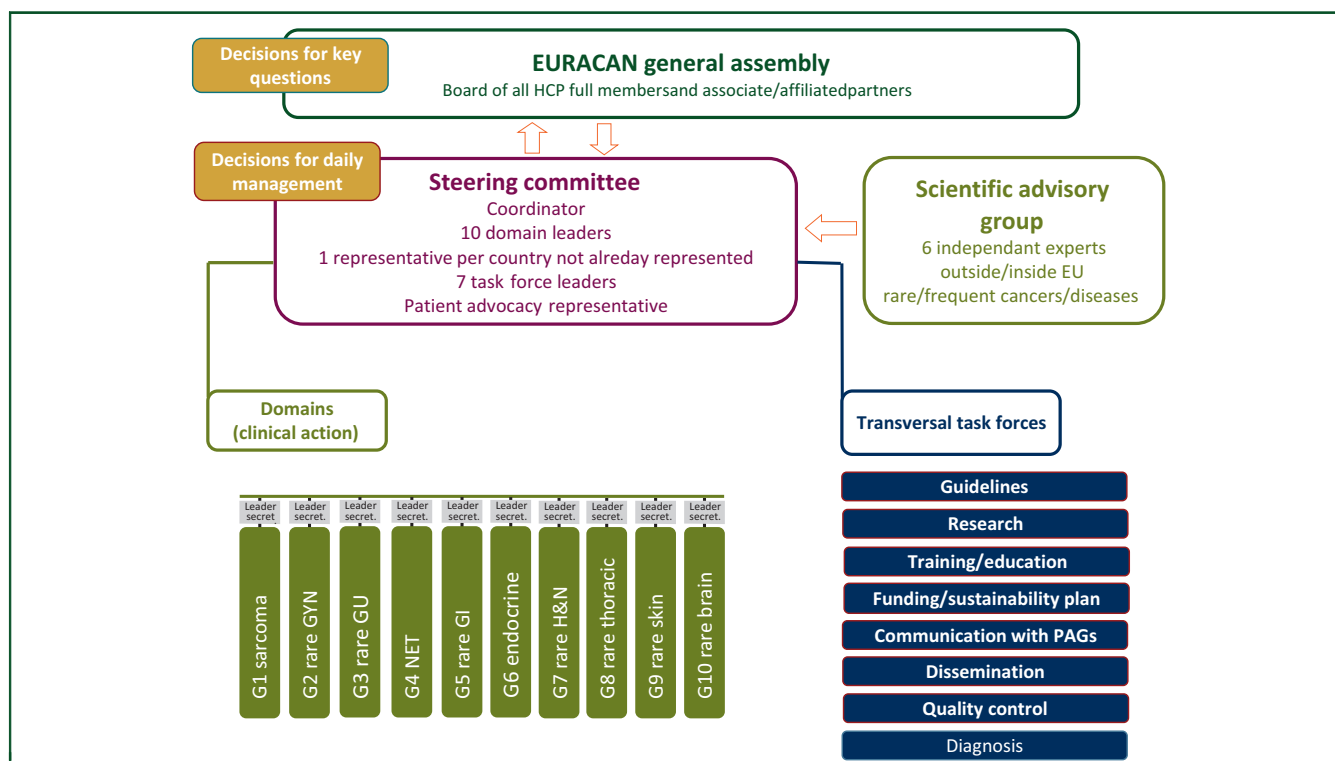 Decisions for key
questions
EURACAN general assembly
Board of all HCP full membersand associate/affiliatedpartners
Decisions for daily
management
Steering committee
Coordinator
10 domain leaders
1 representative per country not alreday represented
7 task force leaders
Patient advocacy representative
Scientific advisory
group
6 independant experts
outside/inside EU
rare/frequent cancers/diseases
Domains
(clinical action)
Transversal task forces
Leader
secret.
Leader
secret.
Leader
secret.
Leader
secret.
Leader
secret.
Leader
secret.
Leader
secret.
Leader
secret.
Leader
secret.
Leader
secret.
G1 sarcoma
G2 rare GYN
G3 rare GU
G4 NET
G5 rare GI
G6 endocrine
G7 rare H&N
G8 rare thoracic
G9 rare skin
G10 rare brain
Guidelines
Research
Training/education
Funding/sustainability plan
Communication with PAGs
Dissemination
Quality control
Diagnosis